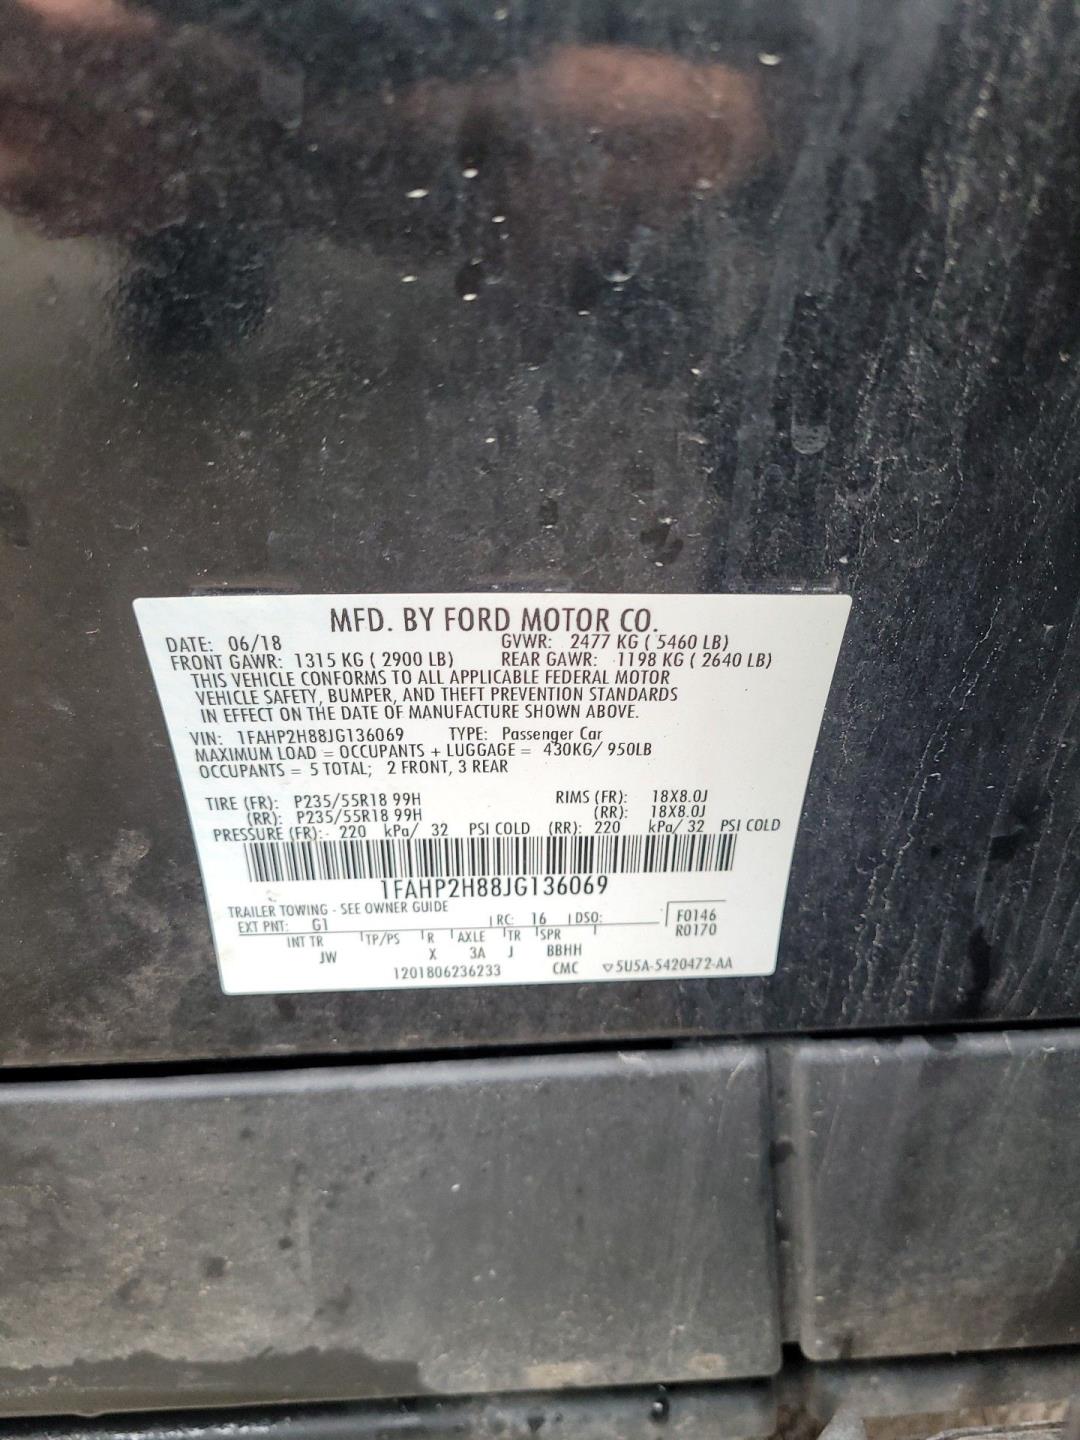 MFD. BY FORD MOTOR CO.
DATE: 06/18 GVWR: 2477 KG ( 5460 LB)
FRONT GAWR: 1315 KG ( 2900 LB) REAR GAWR: 1198 KG ( 2640 LB)
THIS VEHICLE CONFORMS TO ALL APPLICABLE FEDERAL MOTOR
VEHICLE SAFETY, BUMPER, AND THEFT PREVENTION STANDARDS
IN EFFECT ON THE DATE OF MANUFACTURE SHOWN ABOVE.
VIN: 1FAHP2H88JG136069 TYPE: Passenger Car
MAXIMUM LOAD = OCCUPANTS + LUGGAGE = 430KG/ 950LB
OCCUPANTS = 5 TOTAL; 2 FRONT, 3 REAR
TIRE (FR): P235/55R18 99H RIMS (FR): 18X8.0J
(RR): P235/55R18 99H (RR): 18X8.0J
PRESSURE (FR): 220 kPa/ 32 PSI COLD (RR): 220 kPa/ 32 PSI COLD
1FAHP2H88JG136069
TRAILER TOWING - SEE OWNER GUIDE
EXT PNT: G1 RC: 16 DSO: F0146
R0170
INT TR TP/PS R AXLE TR SPR
JW X 3A J BBHH
1201806236233 CMC ▽5U5A-5420472-AA